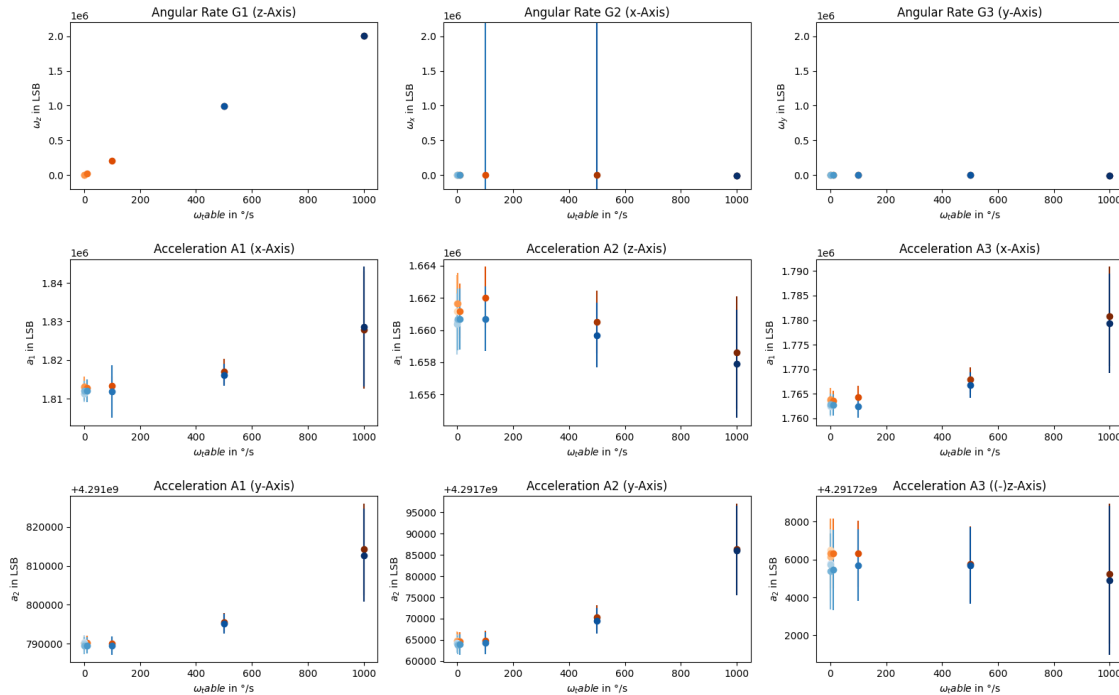 Angular Rate G1 (z-Axis)
1e6
2.0
1.5
1.0
0.5
0.0
ω_z in LSB
0 200 400 600 800 1000
ω_table in °/s
Angular Rate G2 (x-Axis)
1e6
2.0
1.5
1.0
0.5
0.0
ω_x in LSB
0 200 400 600 800 1000
ω_table in °/s
Angular Rate G3 (y-Axis)
1e6
2.0
1.5
1.0
0.5
0.0
ω_y in LSB
0 200 400 600 800 1000
ω_table in °/s
Acceleration A1 (x-Axis)
1e6
1.84
1.83
1.82
1.81
a_1 in LSB
0 200 400 600 800 1000
ω_table in °/s
Acceleration A2 (z-Axis)
1e6
1.664
1.662
1.660
1.658
1.656
a_1 in LSB
0 200 400 600 800 1000
ω_table in °/s
Acceleration A3 (x-Axis)
1e6
1.790
1.785
1.780
1.775
1.770
1.765
1.760
a_1 in LSB
0 200 400 600 800 1000
ω_table in °/s
Acceleration A1 (y-Axis)
+4.291e9
820000
810000
800000
790000
a_2 in LSB
0 200 400 600 800 1000
ω_table in °/s
Acceleration A2 (y-Axis)
+4.2917e9
95000
90000
85000
80000
75000
70000
65000
60000
a_2 in LSB
0 200 400 600 800 1000
ω_table in °/s
Acceleration A3 ((-)z-Axis)
+4.29172e9
8000
6000
4000
2000
a_2 in LSB
0 200 400 600 800 1000
ω_table in °/s